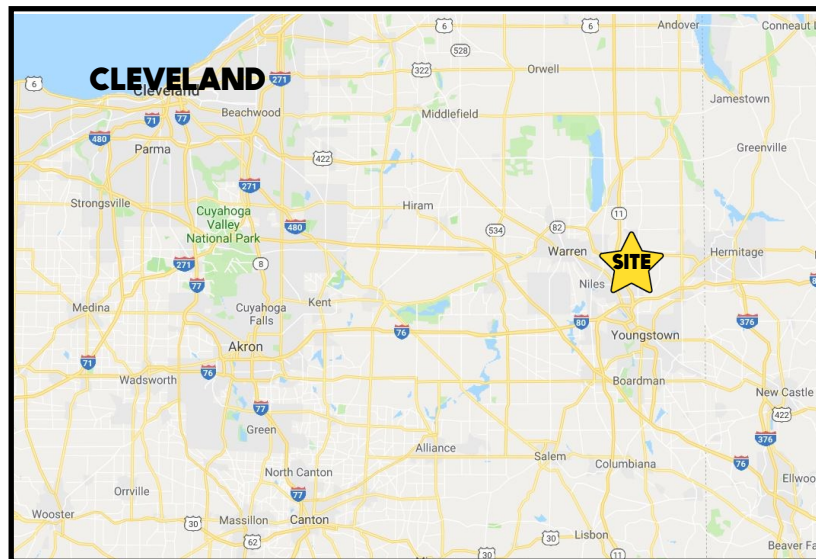 6
Andover
Conneaut L
528
6
322
Orwell
CLEVELAND
271
6
Cleveland
Jamestown
Beachwood
Middlefield
71
77
480
Parma
Greenville
422
271
Strongsville
Hiram
Cuyahoga
Valley
National Park
11
480
534
82
Warren
Hermitage
SITE
271
8
77
Niles
Medina
Cuyahoga
Falls
Kent
80
376
76
Youngstown
Akron
71
76
Wadsworth
Boardman
New Castle
77
422
Green
376
Alliance
Salem
Columbiana
76
North Canton
Ellwoo
Orrville
77
Wooster
30
Massillon
Canton
Lisbon
62
30
30
11
Beaver Fa